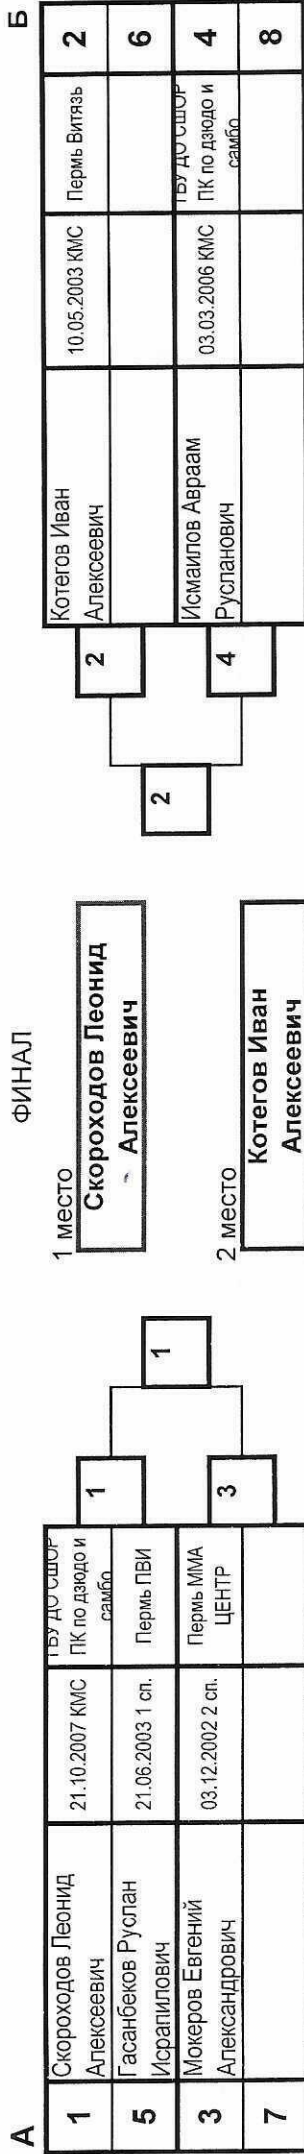 А
1
Скороходов Леонид
Алексеевич
21.10.2007 КМС
ГБУ ДО СШОР
ПК по дзюдо и
самбо
5
Гасанбеков Руслан
Исрапилович
21.06.2003 1 сп.
Пермь ПВИ
3
Мокеров Евгений
Александрович
03.12.2002 2 сп.
Пермь ММА
ЦЕНТР
7
1
3
1
ФИНАЛ
1 место
Скороходов Леонид
Алексеевич
2 место
Котегов Иван
Алексеевич
2
2
4
Б
Котегов Иван
Алексеевич
10.05.2003 КМС
Пермь Витязь
2
6
Исмаилов Авраам
Русланович
03.03.2006 КМС
ГБУ ДО СШОР
ПК по дзюдо и
самбо
4
8